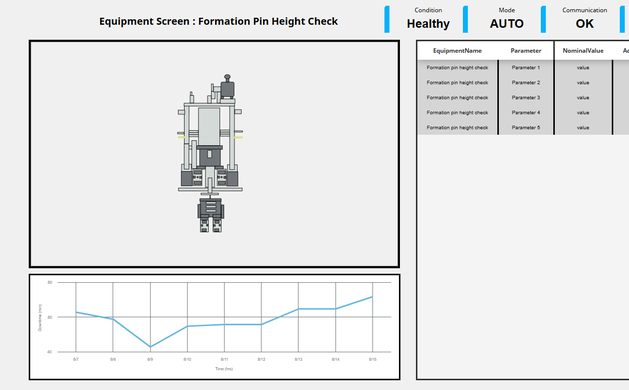 Equipment Screen : Formation Pin Height Check
Condition
Healthy
Mode
AUTO
Communication
OK
EquipmentName Parameter NominalValue
Formation pin height check Parameter 1 value
Formation pin height check Parameter 2 value
Formation pin height check Parameter 3 value
Formation pin height check Parameter 4 value
Formation pin height check Parameter 5 value
8/7 8/8 8/9 8/10 8/11 8/12 8/13 8/14 8/15
Time (hrs)